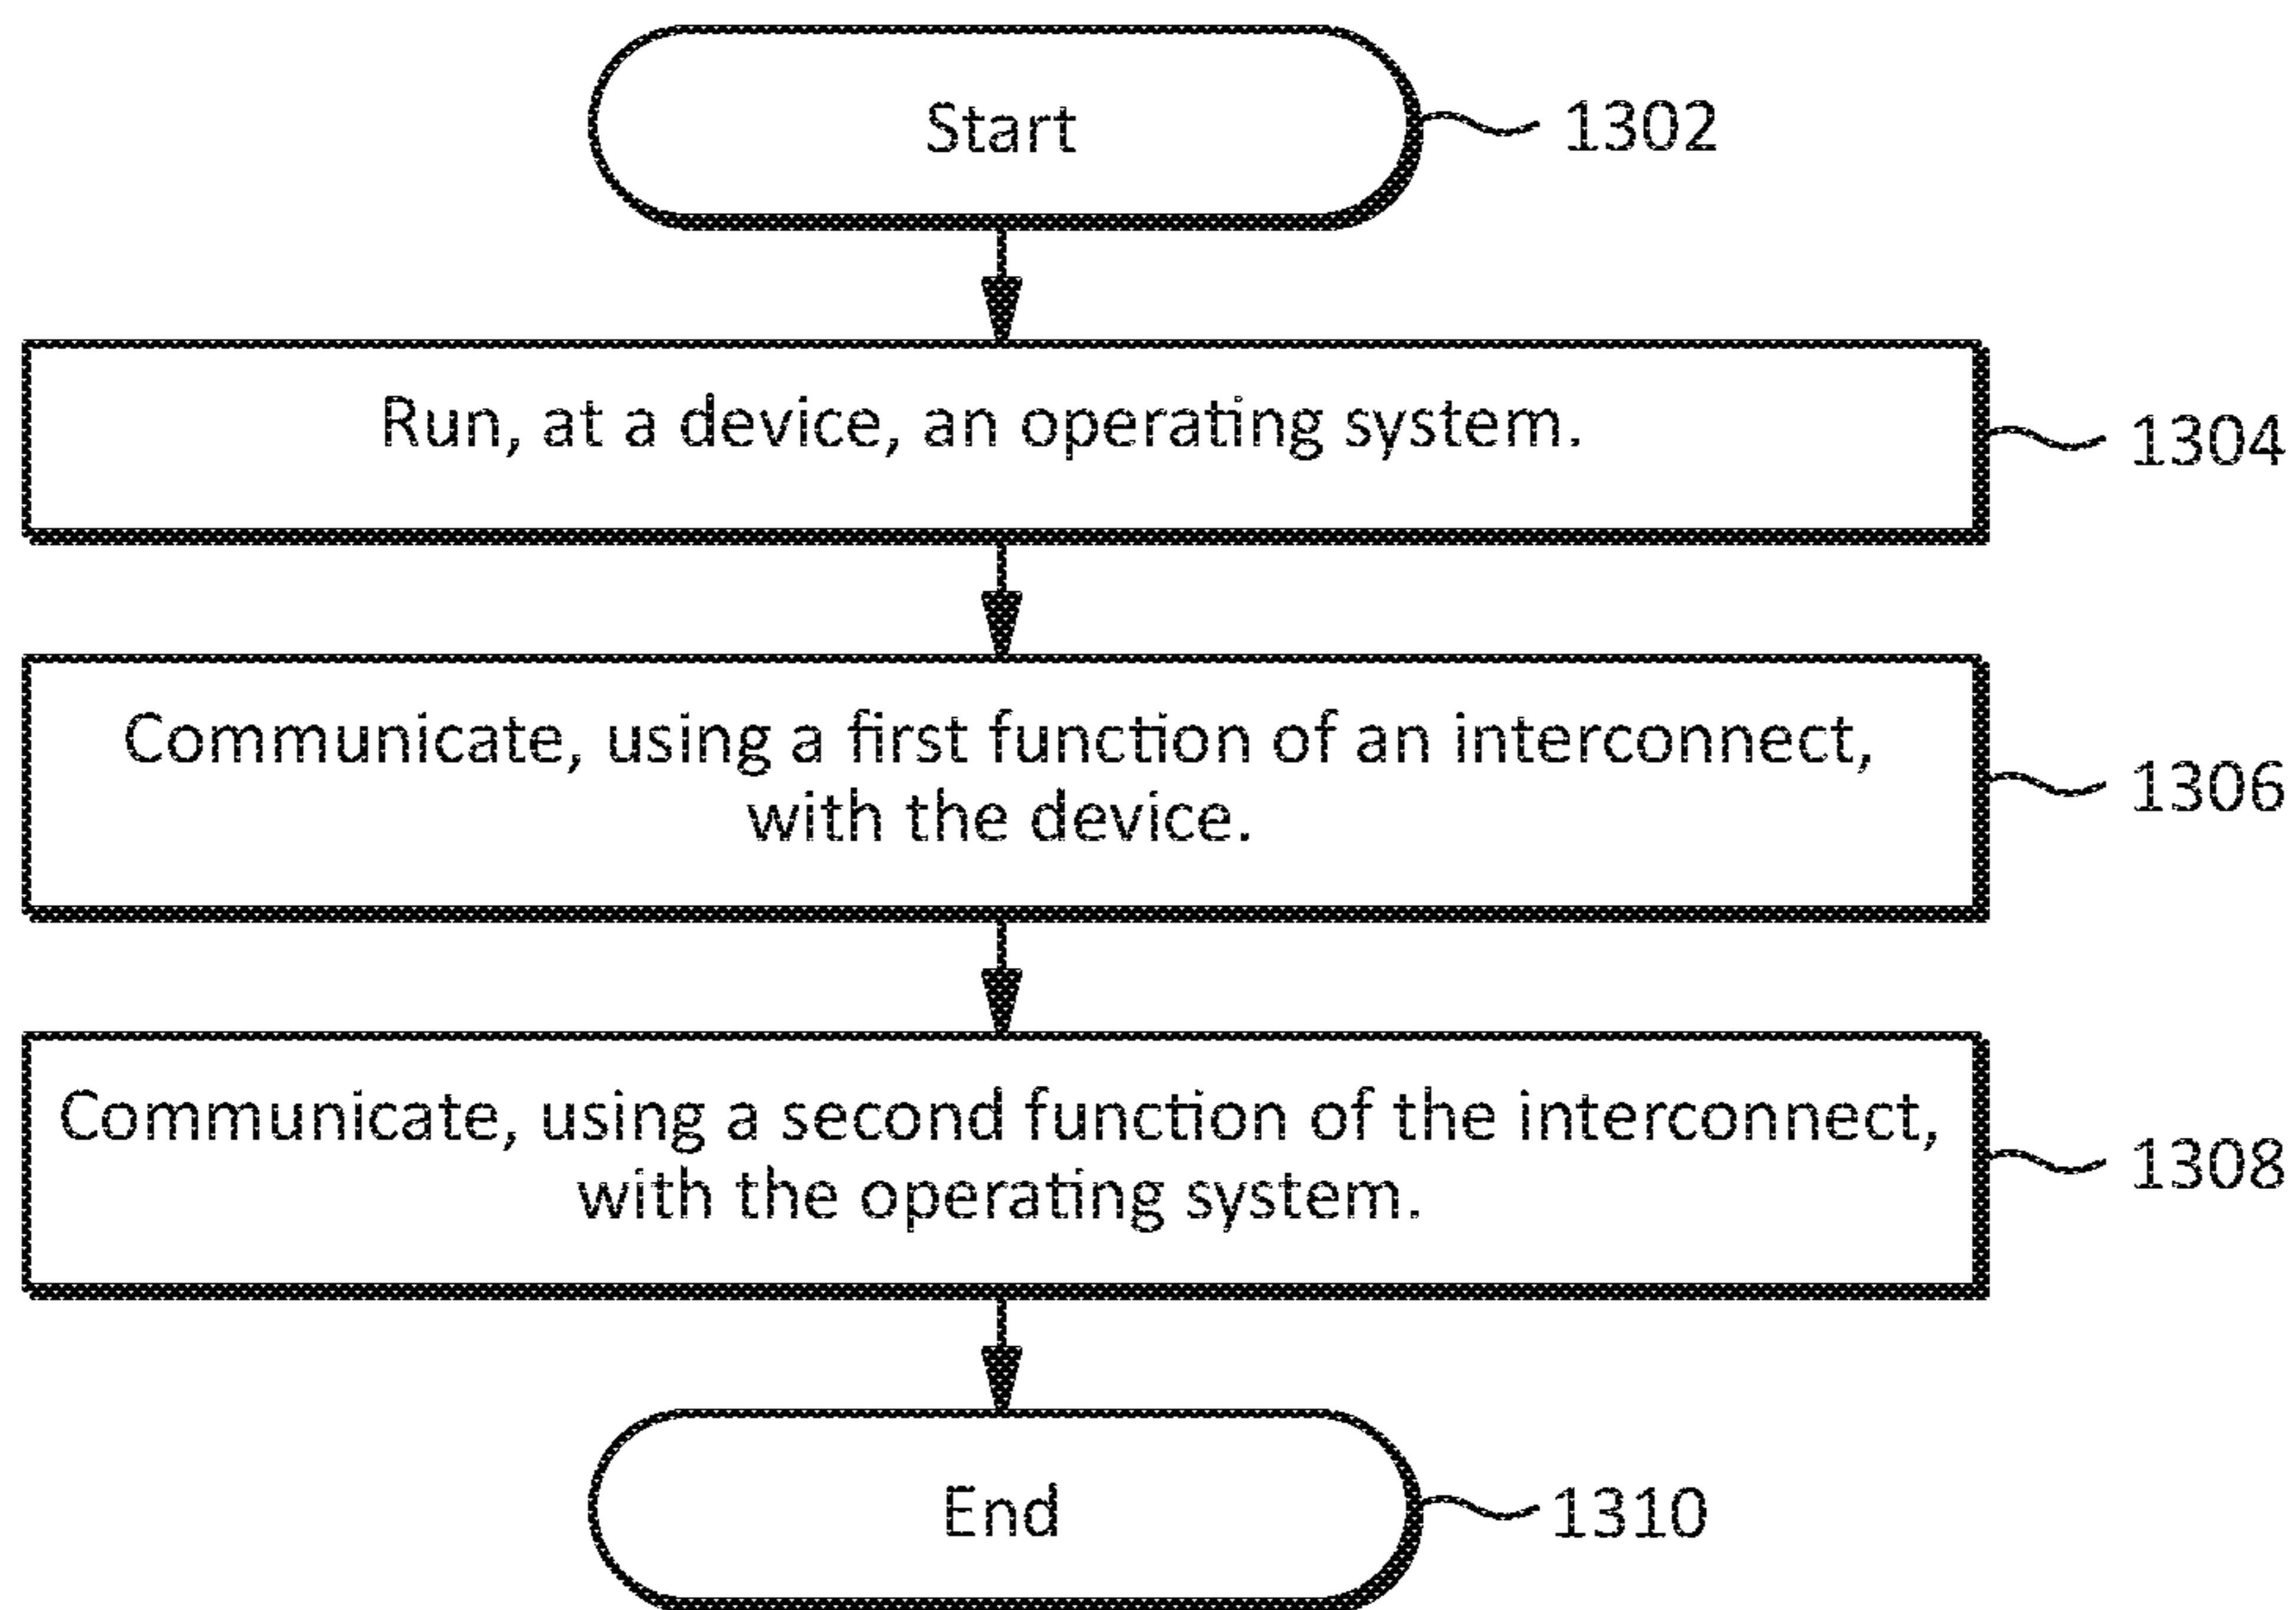 Start
1302
Run, at a device, an operating system.
1304
Communicate, using a first function of an interconnect,
with the device.
1306
Communicate, using a second function of the interconnect,
with the operating system.
1308
End
1310